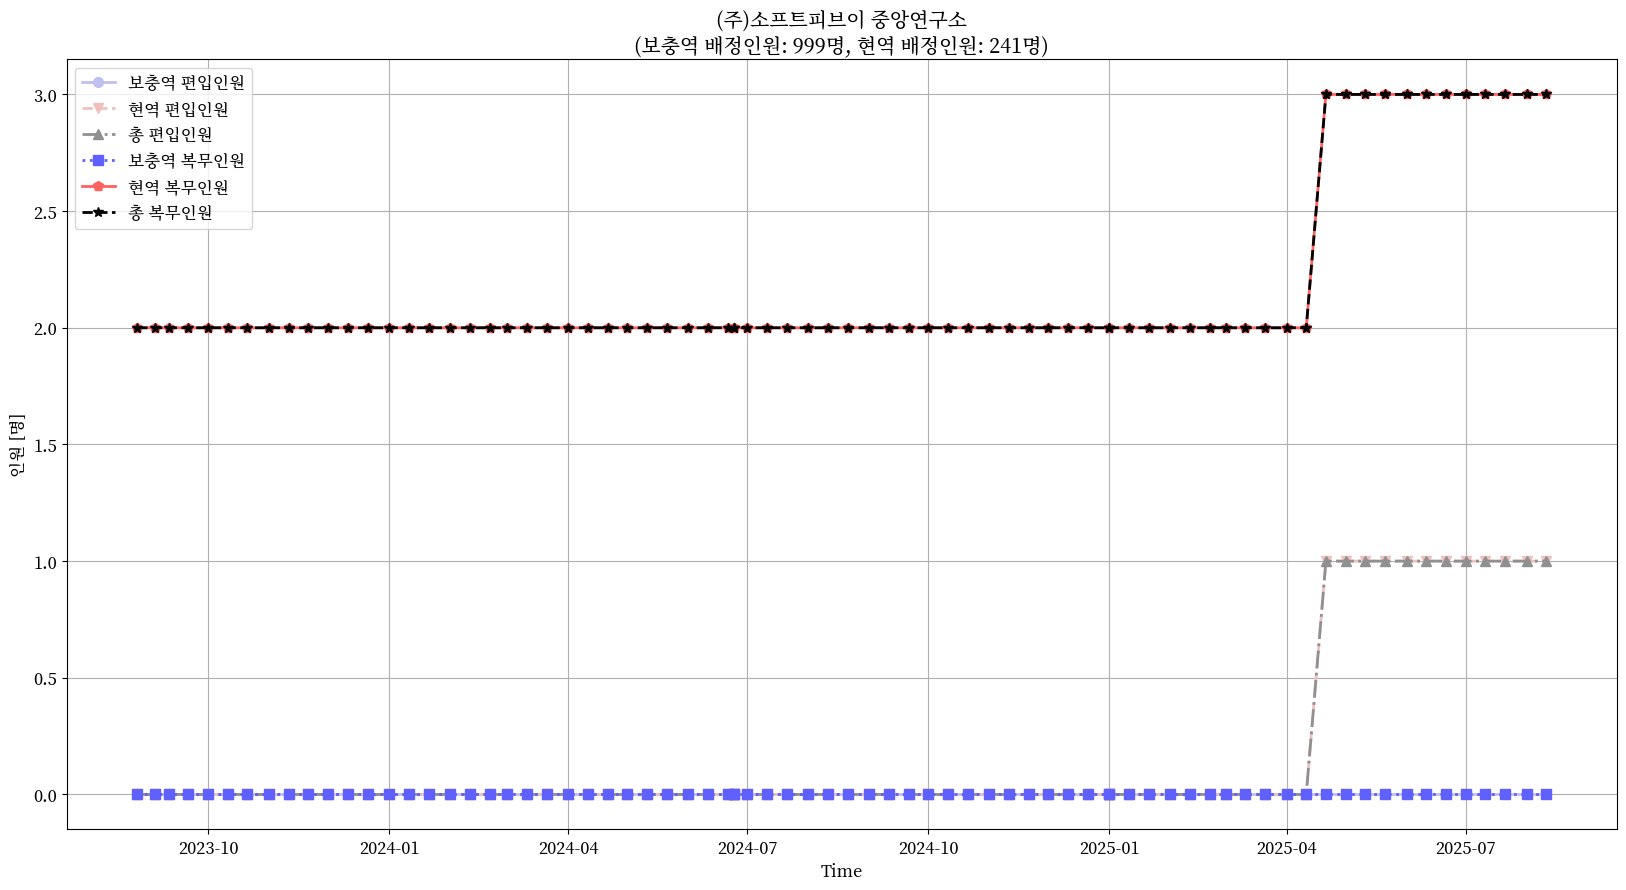 (주)소프트피브이 중앙연구소
(보충역 배정인원: 999명, 현역 배정인원: 241명)
보충역 편입인원
현역 편입인원
총 편입인원
보충역 복무인원
현역 복무인원
총 복무인원
3.0
2.5
2.0
1.5
1.0
0.5
0.0
인원 [명]
2023-10
2024-01
2024-04
2024-07
2024-10
2025-01
2025-04
2025-07
Time